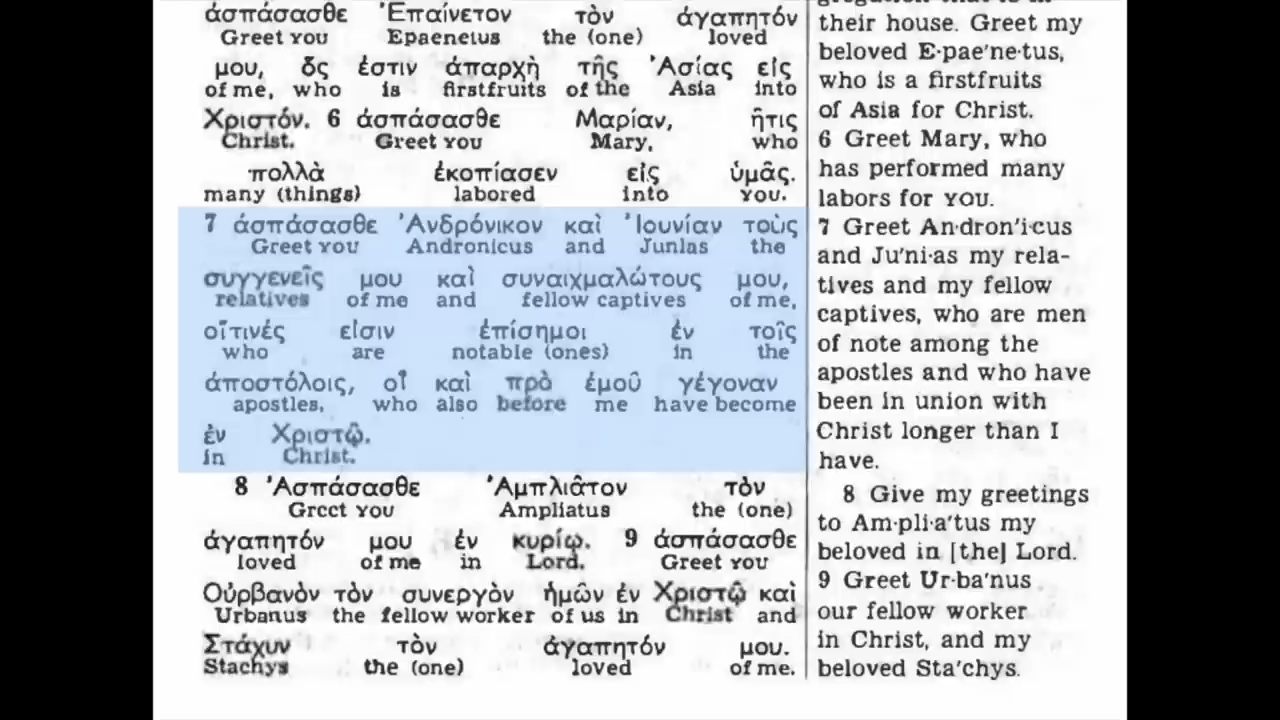 ἀσπάσασθε Ἐπαίνετον τὸν ἀγαπητόν
Greet YOU Epaenetus the (one) loved
μου, ὅς ἐστιν ἀπαρχὴ τῆς Ἀσίας εἰς
of me, who is firstfruits of the Asia into
Χριστόν. 6 ἀσπάσασθε Μαρίαν, ἥτις
Christ. Greet YOU Mary, who
πολλὰ ἐκοπίασεν εἰς ὑμᾶς.
many (things) labored into YOU.
7 ἀσπάσασθε Ἀνδρόνικον καὶ Ἰουνίαν τοὺς
Greet YOU Andronicus and Junias the
συγγενεῖς μου καὶ συναιχμαλώτους μου,
relatives of me and fellow captives of me,
οἵτινές εἰσιν ἐπίσημοι ἐν τοῖς
who are notable (ones) in the
ἀποστόλοις, οἳ καὶ πρὸ ἐμοῦ γέγοναν
apostles, who also before me have become
ἐν Χριστῷ.
in Christ.
8 Ἀσπάσασθε Ἀμπλιᾶτον τὸν
Greet YOU Ampliatus the (one)
ἀγαπητόν μου ἐν κυρίῳ. 9 ἀσπάσασθε
loved of me in Lord. Greet YOU
Οὐρβανὸν τὸν συνεργὸν ἡμῶν ἐν Χριστῷ καὶ
Urbanus the fellow worker of us in Christ and
Στάχυν τὸν ἀγαπητόν μου.
Stachys the (one) loved of me.
their house. Greet my
beloved E·pae′ne·tus,
who is a firstfruits
of Asia for Christ.
6 Greet Mary, who
has performed many
labors for YOU.
7 Greet An·dron′i·cus
and Ju′ni·as my rela-
tives and my fellow
captives, who are men
of note among the
apostles and who have
been in union with
Christ longer than I
have.
8 Give my greetings
to Am·pli·a′tus my
beloved in [the] Lord.
9 Greet Ur·ba′nus
our fellow worker
in Christ, and my
beloved Sta′chys.